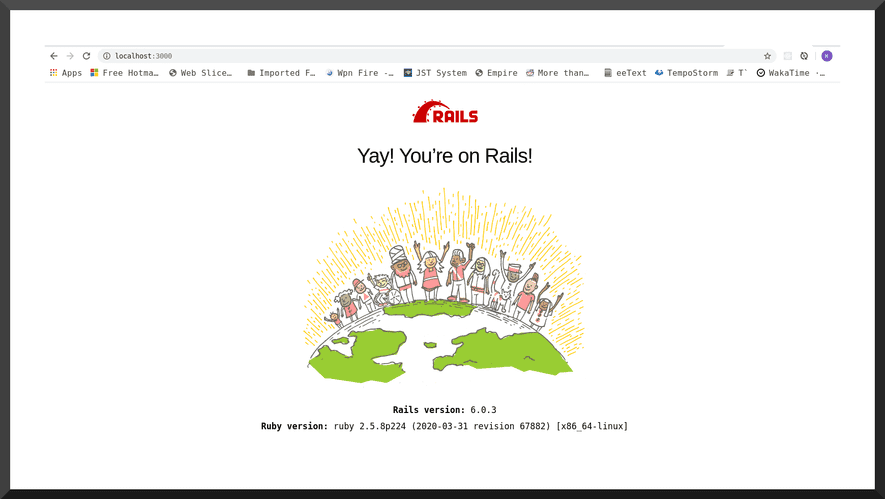 localhost:3000
Apps Free Hotma… Web Slice… Imported F… Wpn Fire -… JST System Empire More than… eeText TempoStorm T` WakaTime -…
RAILS
Yay! You’re on Rails!
Rails version: 6.0.3
Ruby version: ruby 2.5.8p224 (2020-03-31 revision 67882) [x86_64-linux]